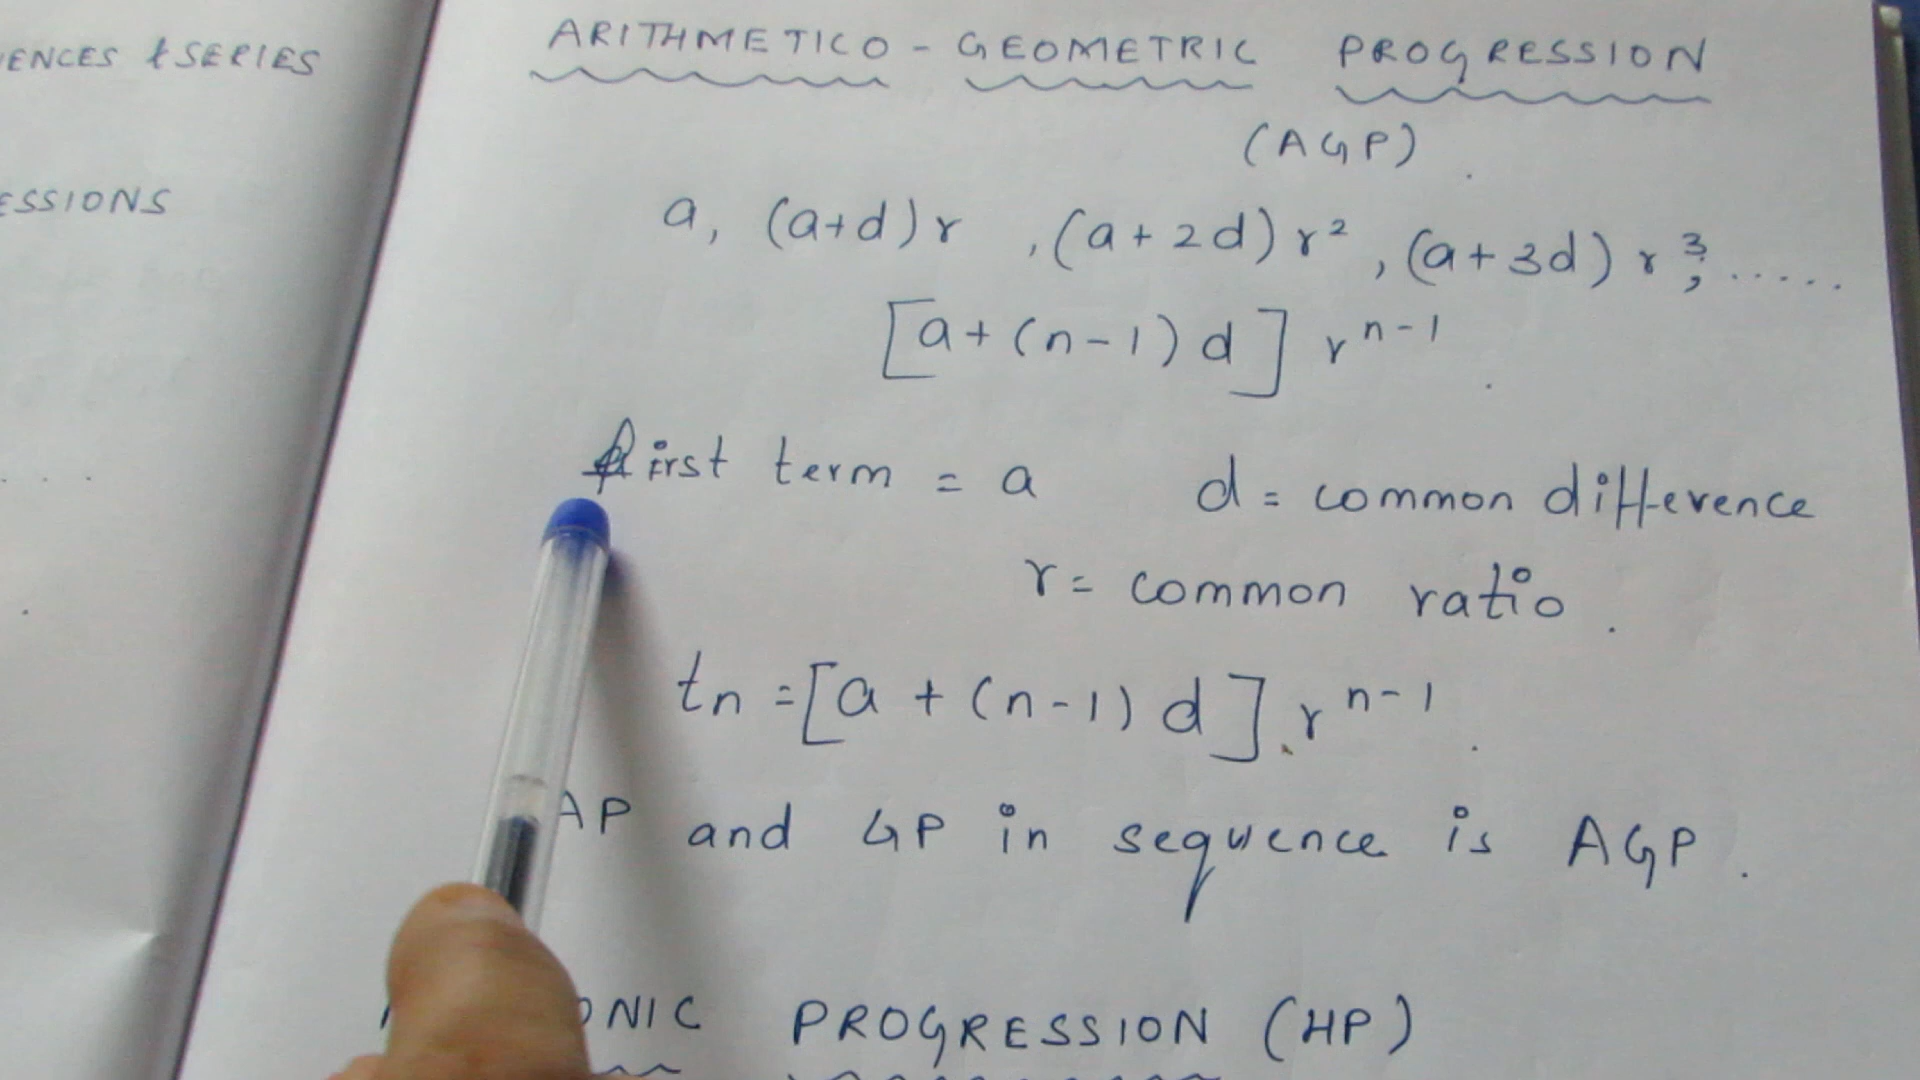 ENCES & SERIES
ESSIONS
. . .
ARITHMETICO - GEOMETRIC PROGRESSION
(AGP).
a, (a+d)r, (a+2d)r², (a+3d)r³, .....
[a+(n-1)d] rⁿ⁻¹.
first term = a d = common difference
r = common ratio.
tn = [a + (n-1)d].rⁿ⁻¹.
AP and GP in sequence is AGP.
ONIC PROGRESSION (HP)